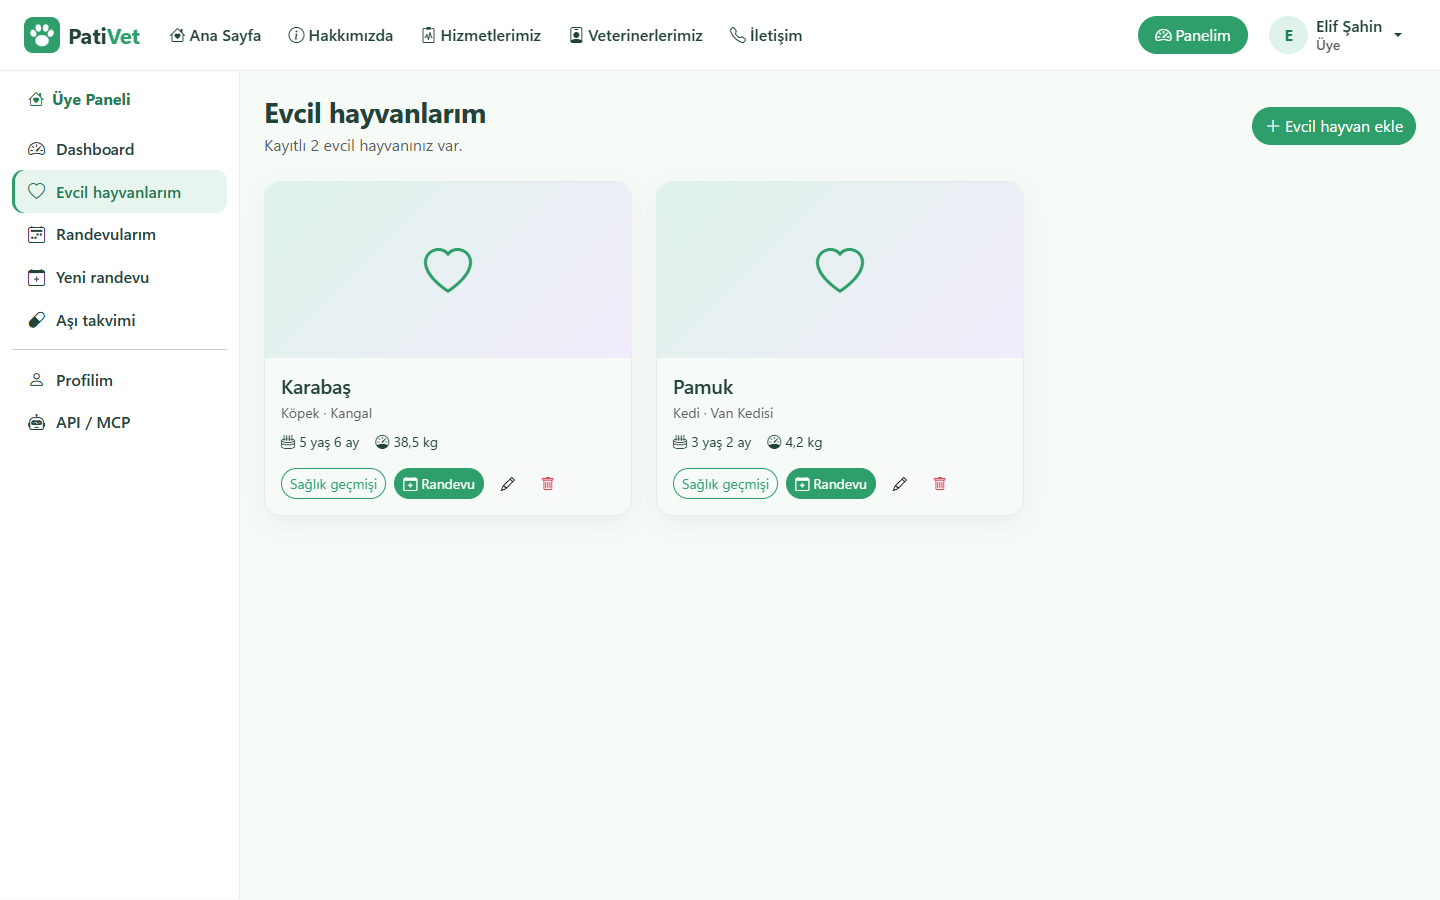 PatiVet
Ana Sayfa
Hakkımızda
Hizmetlerimiz
Veterinerlerimiz
İletişim
Panelim
E
Elif Şahin
Üye
Üye Paneli
Dashboard
Evcil hayvanlarım
Randevularım
Yeni randevu
Aşı takvimi
Profilim
API / MCP
Evcil hayvanlarım
Kayıtlı 2 evcil hayvanınız var.
Evcil hayvan ekle
Karabaş
Köpek · Kangal
5 yaş 6 ay 38,5 kg
Sağlık geçmişi Randevu
Pamuk
Kedi · Van Kedisi
3 yaş 2 ay 4,2 kg
Sağlık geçmişi Randevu